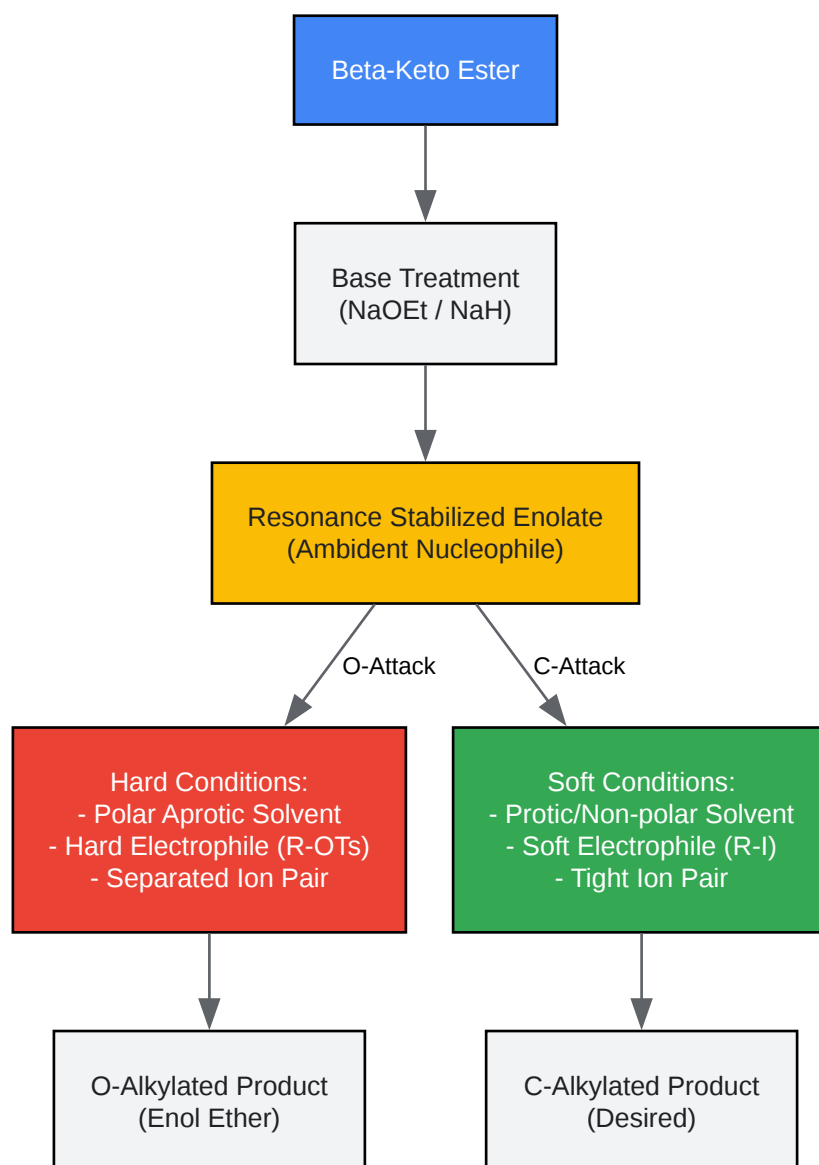 Beta-Keto Ester
Base Treatment
(NaOEt / NaH)
Resonance Stabilized Enolate
(Ambident Nucleophile)
O-Attack
C-Attack
Hard Conditions:
- Polar Aprotic Solvent
- Hard Electrophile (R-OTs)
- Separated Ion Pair
Soft Conditions:
- Protic/Non-polar Solvent
- Soft Electrophile (R-I)
- Tight Ion Pair
O-Alkylated Product
(Enol Ether)
C-Alkylated Product
(Desired)